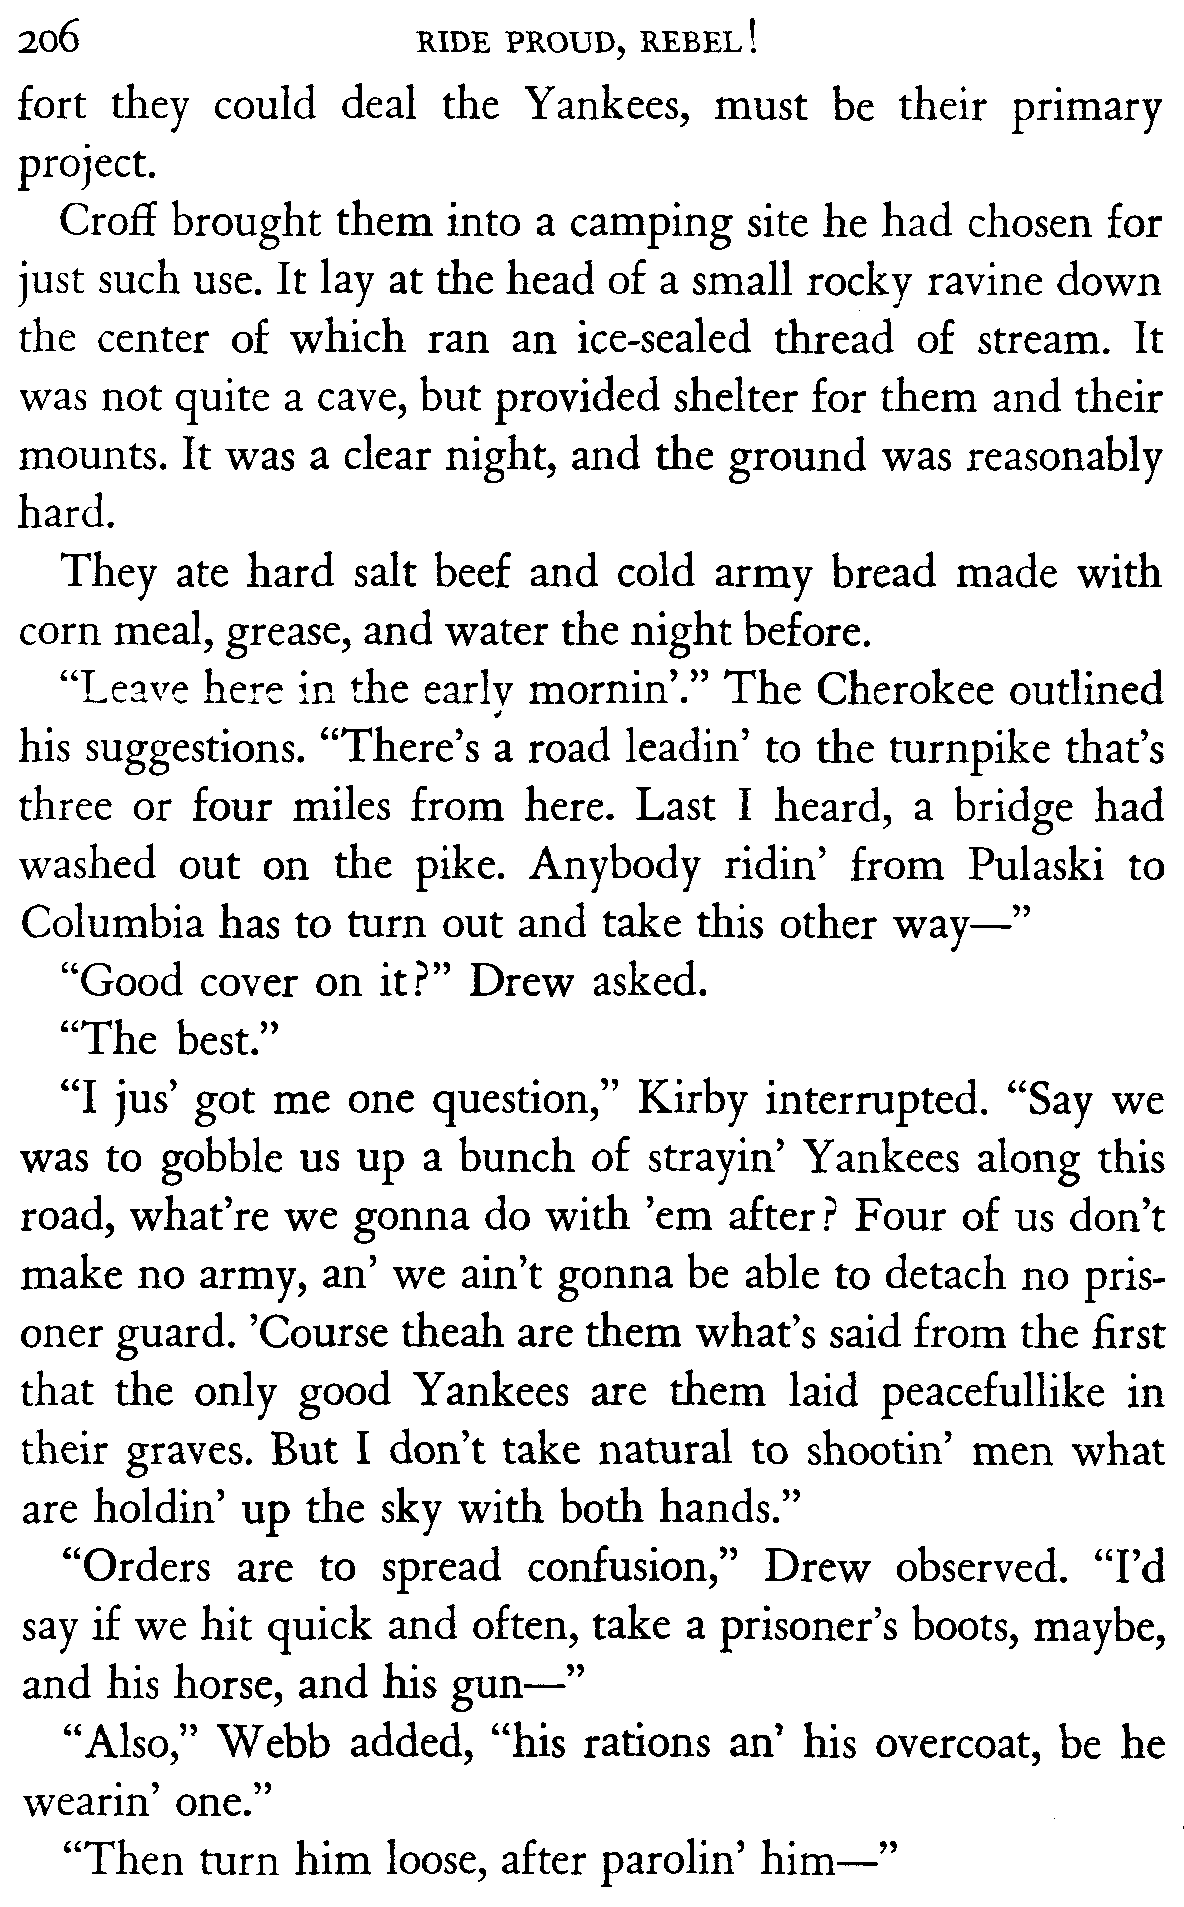 206 RIDE PROUD, REBEL!
fort they could deal the Yankees, must be their primary
project.
Croff brought them into a camping site he had chosen for
just such use. It lay at the head of a small rocky ravine down
the center of which ran an ice-sealed thread of stream. It
was not quite a cave, but provided shelter for them and their
mounts. It was a clear night, and the ground was reasonably
hard.
They ate hard salt beef and cold army bread made with
corn meal, grease, and water the night before.
“Leave here in the early mornin’.” The Cherokee outlined
his suggestions. “There’s a road leadin’ to the turnpike that’s
three or four miles from here. Last I heard, a bridge had
washed out on the pike. Anybody ridin’ from Pulaski to
Columbia has to turn out and take this other way—”
“Good cover on it?” Drew asked.
“The best.”
“I jus’ got me one question,” Kirby interrupted. “Say we
was to gobble us up a bunch of strayin’ Yankees along this
road, what’re we gonna do with ’em after? Four of us don’t
make no army, an’ we ain’t gonna be able to detach no pris-
oner guard. ’Course theah are them what’s said from the first
that the only good Yankees are them laid peacefullike in
their graves. But I don’t take natural to shootin’ men what
are holdin’ up the sky with both hands.”
“Orders are to spread confusion,” Drew observed. “I’d
say if we hit quick and often, take a prisoner’s boots, maybe,
and his horse, and his gun—”
“Also,” Webb added, “his rations an’ his overcoat, be he
wearin’ one.”
“Then turn him loose, after parolin’ him—”